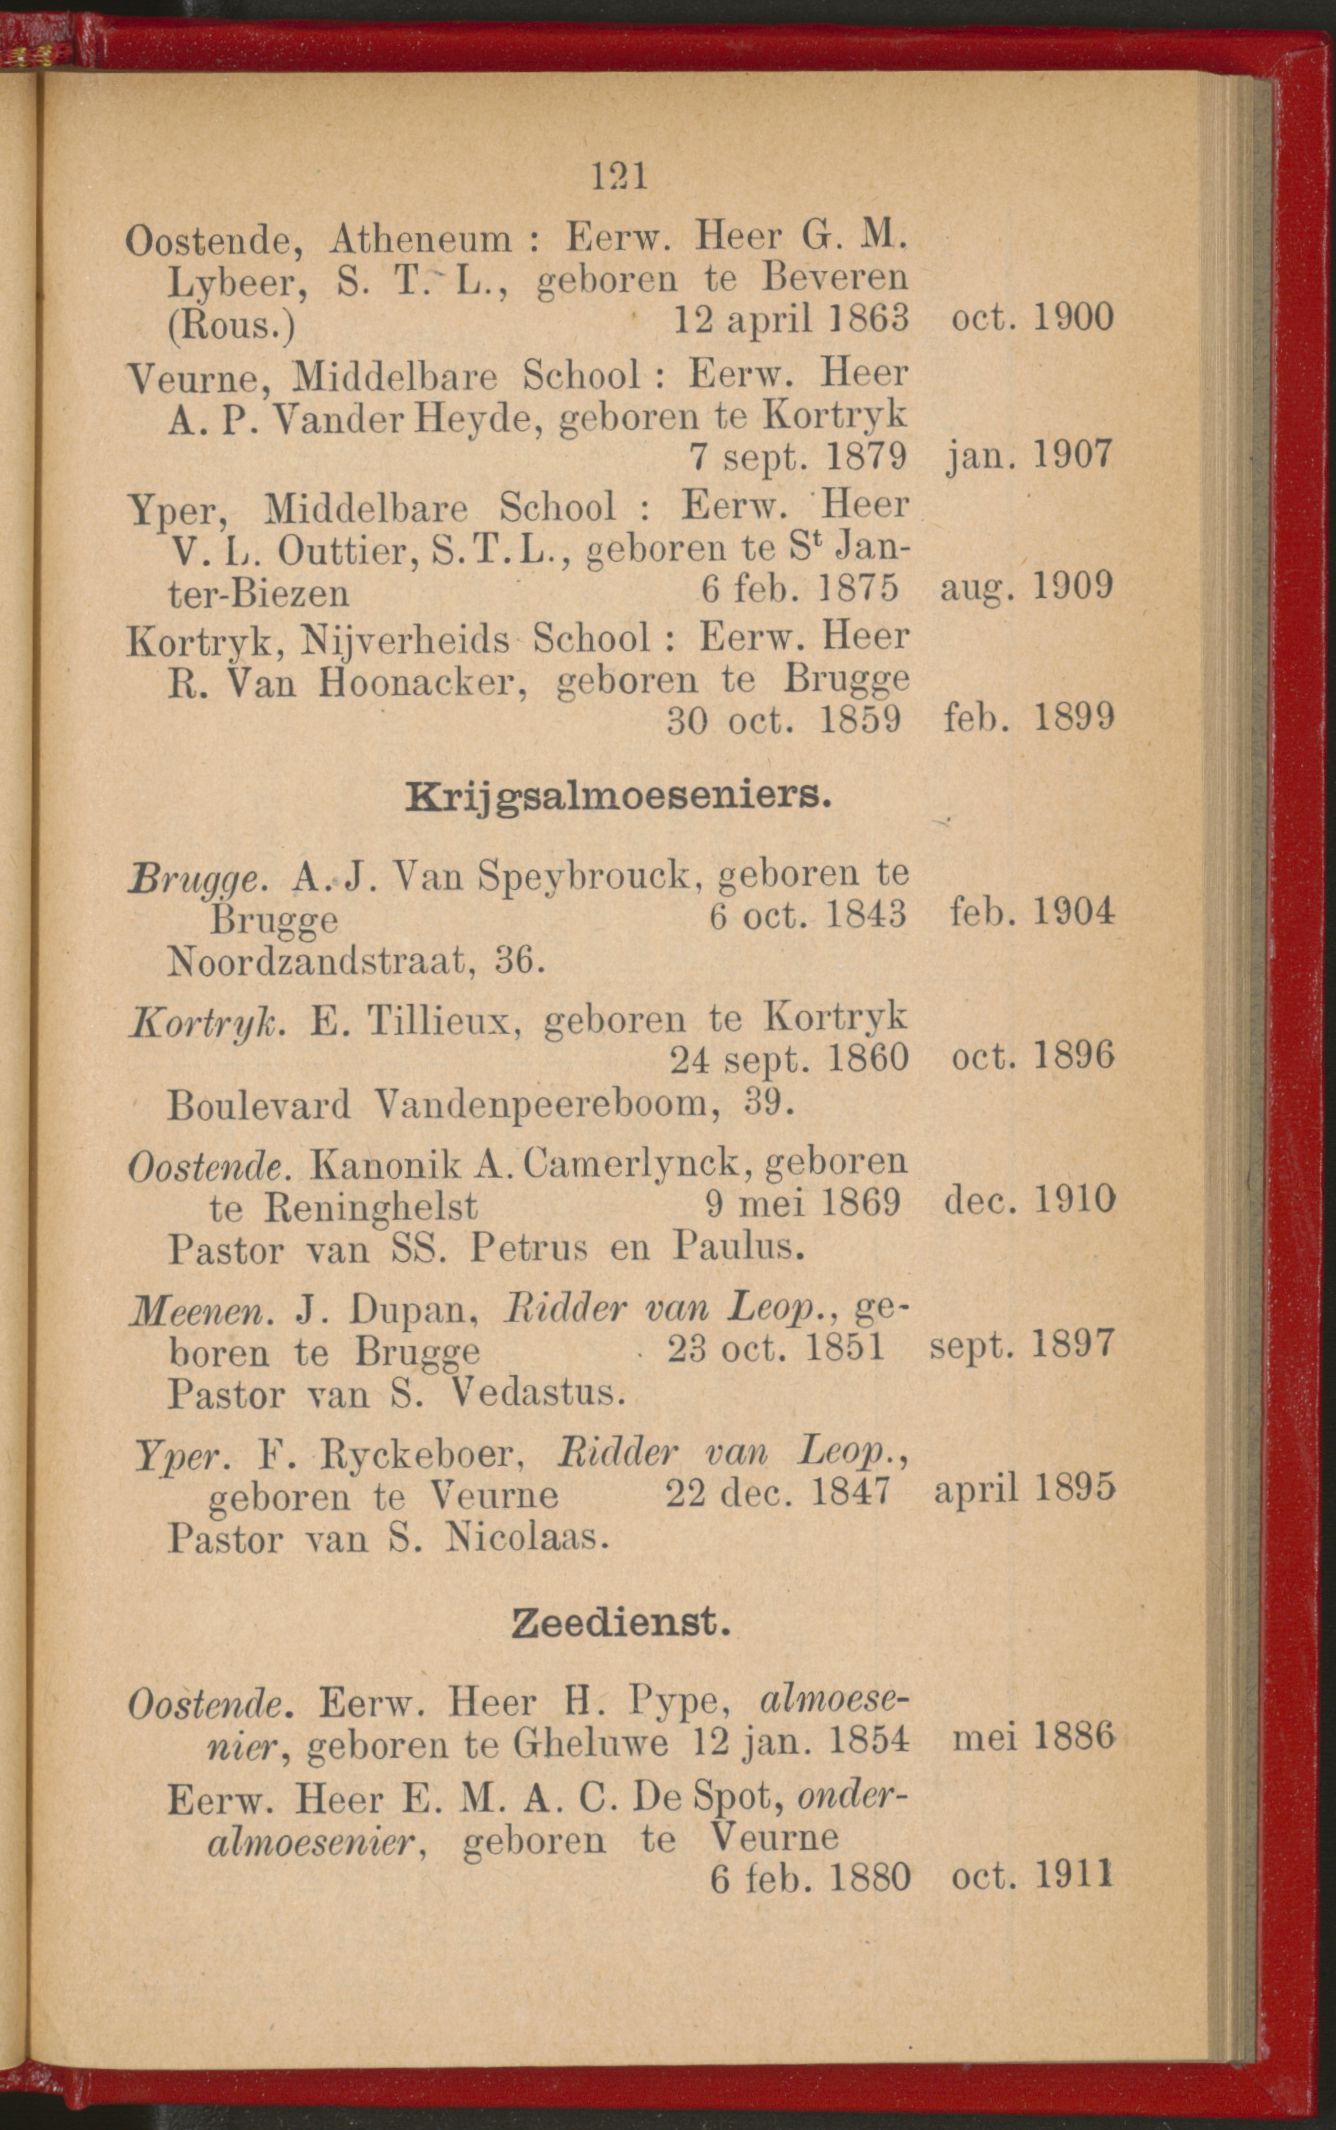 121
Oostende, Atheneum : Eerw. Heer G. M.
Lybeer, S. T. L., geboren te Beveren
(Rous.) 12 april 1863 oct. 1900
Veurne, Middelbare School : Eerw. Heer
A. P. Vander Heyde, geboren te Kortryk
7 sept. 1879 jan. 1907
Yper, Middelbare School : Eerw. Heer
V. L. Outtier, S. T. L., geboren te Sᵗ Jan-
ter-Biezen 6 feb. 1875 aug. 1909
Kortryk, Nijverheids School : Eerw. Heer
R. Van Hoonacker, geboren te Brugge
30 oct. 1859 feb. 1899
Krijgsalmoeseniers.
Brugge. A. J. Van Speybrouck, geboren te
Brugge 6 oct. 1843 feb. 1904
Noordzandstraat, 36.
Kortryk. E. Tillieux, geboren te Kortryk
24 sept. 1860 oct. 1896
Boulevard Vandenpeereboom, 39.
Oostende. Kanonik A. Camerlynck, geboren
te Reninghelst 9 mei 1869 dec. 1910
Pastor van SS. Petrus en Paulus.
Meenen. J. Dupan, Ridder van Leop., ge-
boren te Brugge 23 oct. 1851 sept. 1897
Pastor van S. Vedastus.
Yper. F. Ryckeboer, Ridder van Leop.,
geboren te Veurne 22 dec. 1847 april 1895
Pastor van S. Nicolaas.
Zeedienst.
Oostende. Eerw. Heer H. Pype, almoese-
nier, geboren te Gheluwe 12 jan. 1854 mei 1886
Eerw. Heer E. M. A. C. De Spot, onder-
almoesenier, geboren te Veurne
6 feb. 1880 oct. 1911